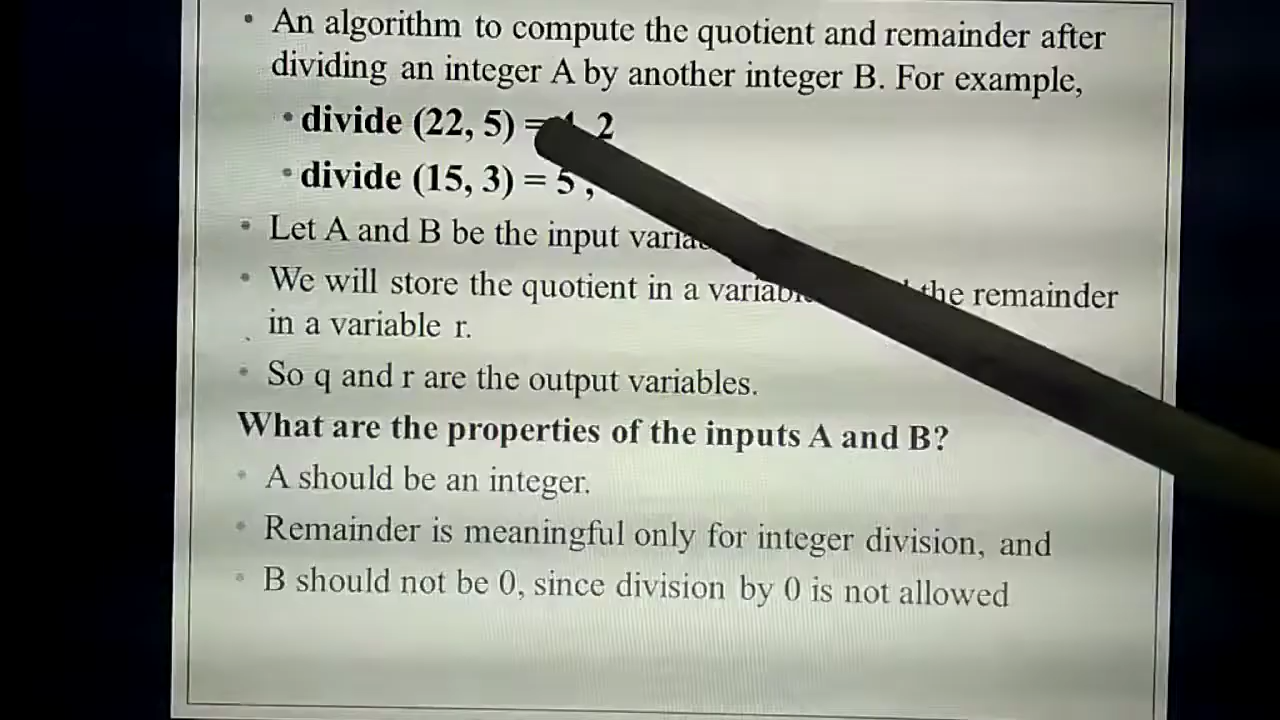 • An algorithm to compute the quotient and remainder after
dividing an integer A by another integer B. For example,
• divide (22, 5) = 2
• divide (15, 3) = 5 ,
• Let A and B be the input
• We will store the quotient in a the remainder
in a variable r.
• So q and r are the output variables.
What are the properties of the inputs A and B?
• A should be an integer.
• Remainder is meaningful only for integer division, and
• B should not be 0, since division by 0 is not allowed